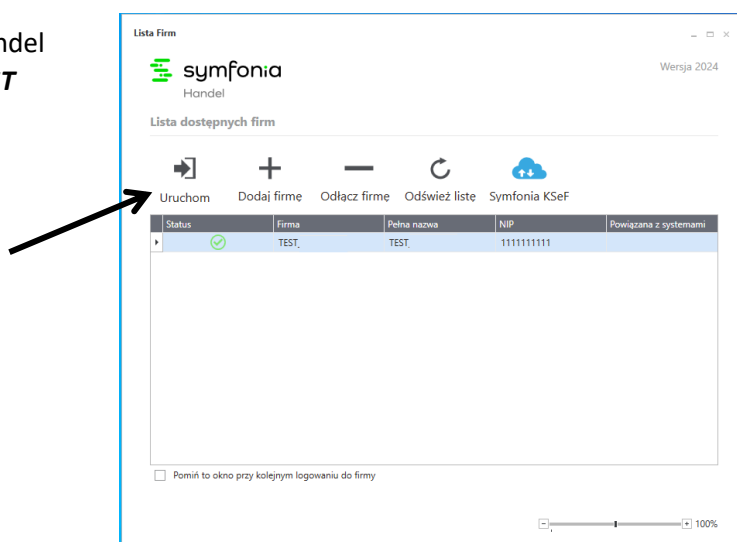 ndel
T
Lista Firm
symfonia
Handel
Wersja 2024
Lista dostępnych firm
Uruchom Dodaj firmę Odłącz firmę Odśwież listę Symfonia KSeF
Status Firma Pełna nazwa NIP Powiązana z systemami
TEST TEST 1111111111
Pomiń to okno przy kolejnym logowaniu do firmy
100%